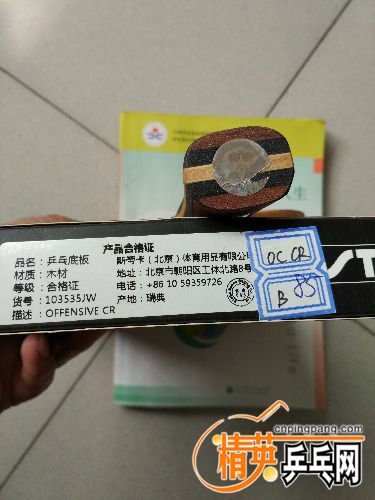 产品合格证
品名：乒乓底板
材质：木材
等级：合格证
货号：103535JW
描述：OFFENSIVE CR
斯帝卡（北京）体育用品有限公司
地址：北京市朝阳区工体北路8号
电话：+86 10 59359726
产地：瑞典
OC CR
B 85
ST
生
cnpingpang.com
精英乒乓网